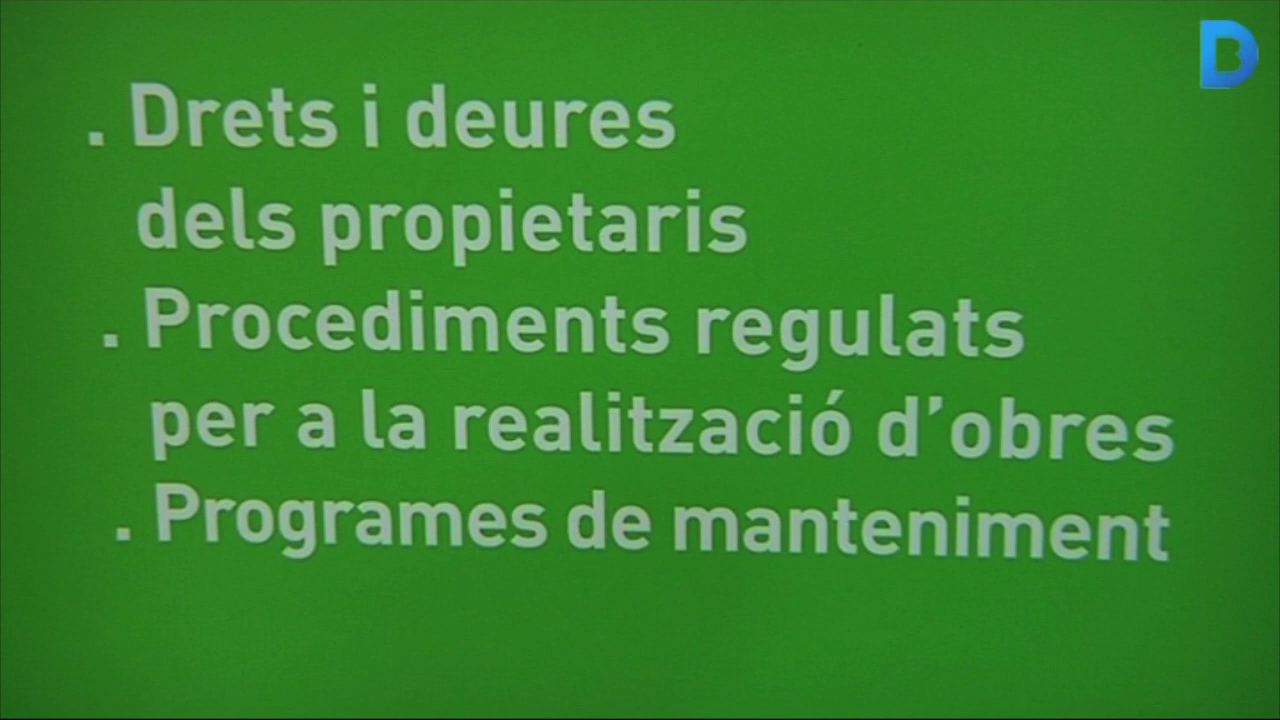 . Drets i deures
dels propietaris
. Procediments regulats
per a la realització d'obres
. Programes de manteniment